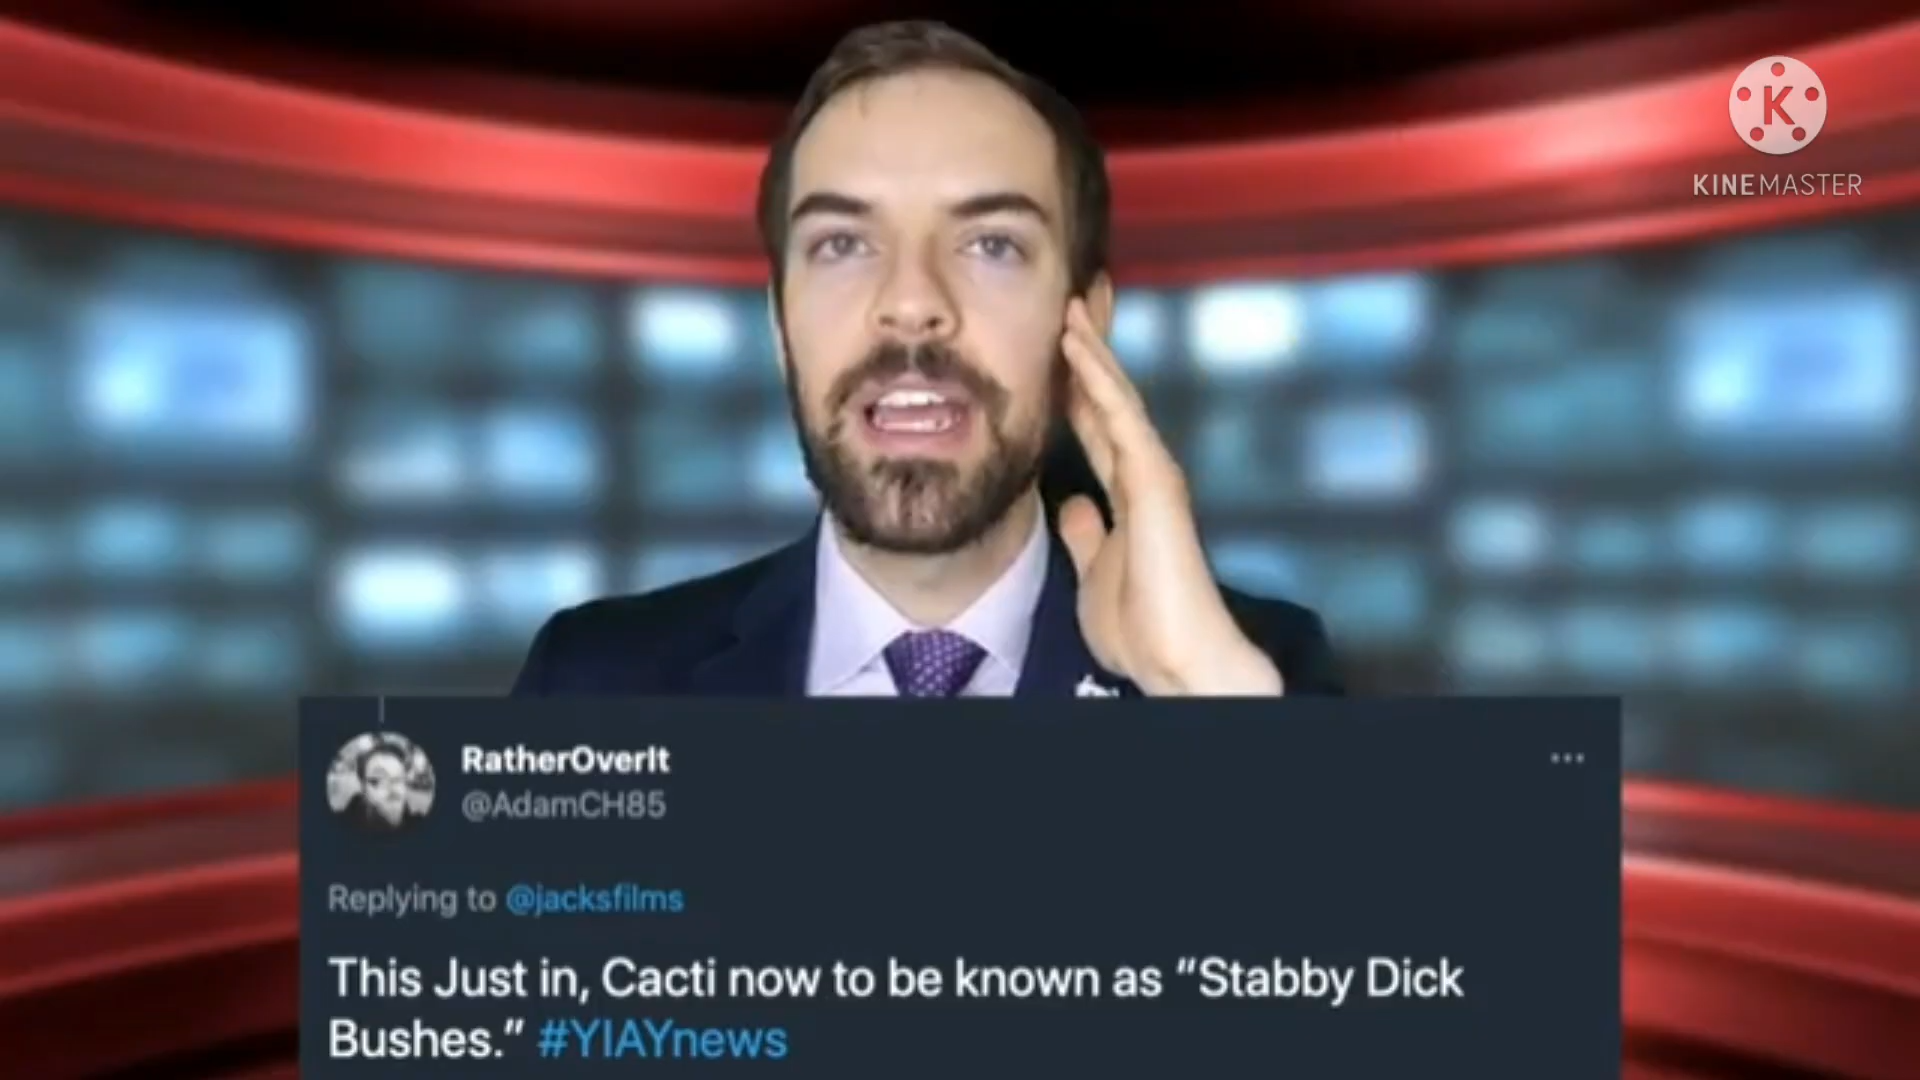 K
KINEMASTER
RatherOverIt
@AdamCH85
Replying to @jacksfilms
This Just in, Cacti now to be known as “Stabby Dick
Bushes.” #YIAYnews